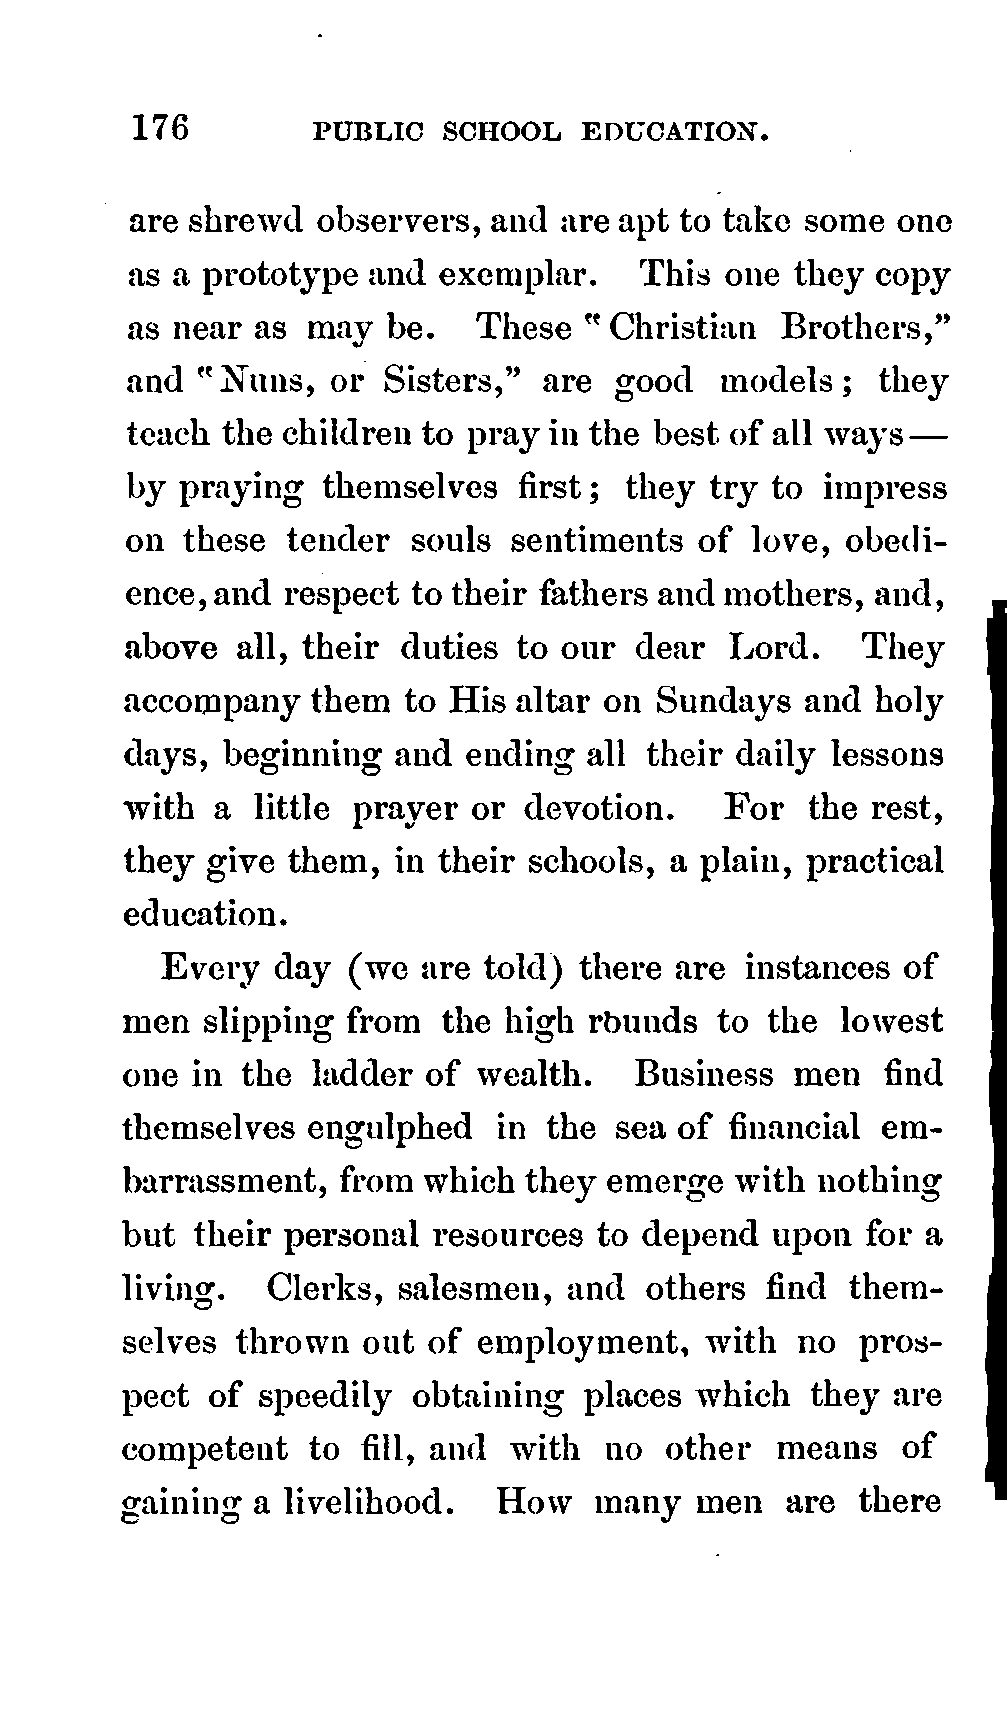 176 PUBLIC SCHOOL EDUCATION.
are shrewd observers, and are apt to take some one
as a prototype and exemplar. This one they copy
as near as may be. These "Christian Brothers,"
and "Nuns, or Sisters," are good models; they
teach the children to pray in the best of all ways—
by praying themselves first; they try to impress
on these tender souls sentiments of love, obedi-
ence, and respect to their fathers and mothers, and,
above all, their duties to our dear Lord. They
accompany them to His altar on Sundays and holy
days, beginning and ending all their daily lessons
with a little prayer or devotion. For the rest,
they give them, in their schools, a plain, practical
education.
Every day (we are told) there are instances of
men slipping from the high rounds to the lowest
one in the ladder of wealth. Business men find
themselves engulphed in the sea of financial em-
barrassment, from which they emerge with nothing
but their personal resources to depend upon for a
living. Clerks, salesmen, and others find them-
selves thrown out of employment, with no pros-
pect of speedily obtaining places which they are
competent to fill, and with no other means of
gaining a livelihood. How many men are there